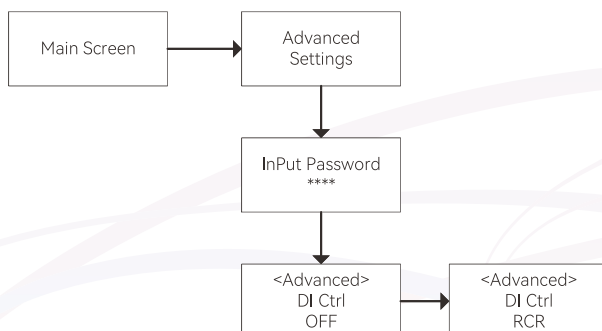 Main Screen
Advanced
Settings
InPut Password
****
<Advanced>
DI Ctrl
OFF
<Advanced>
DI Ctrl
RCR